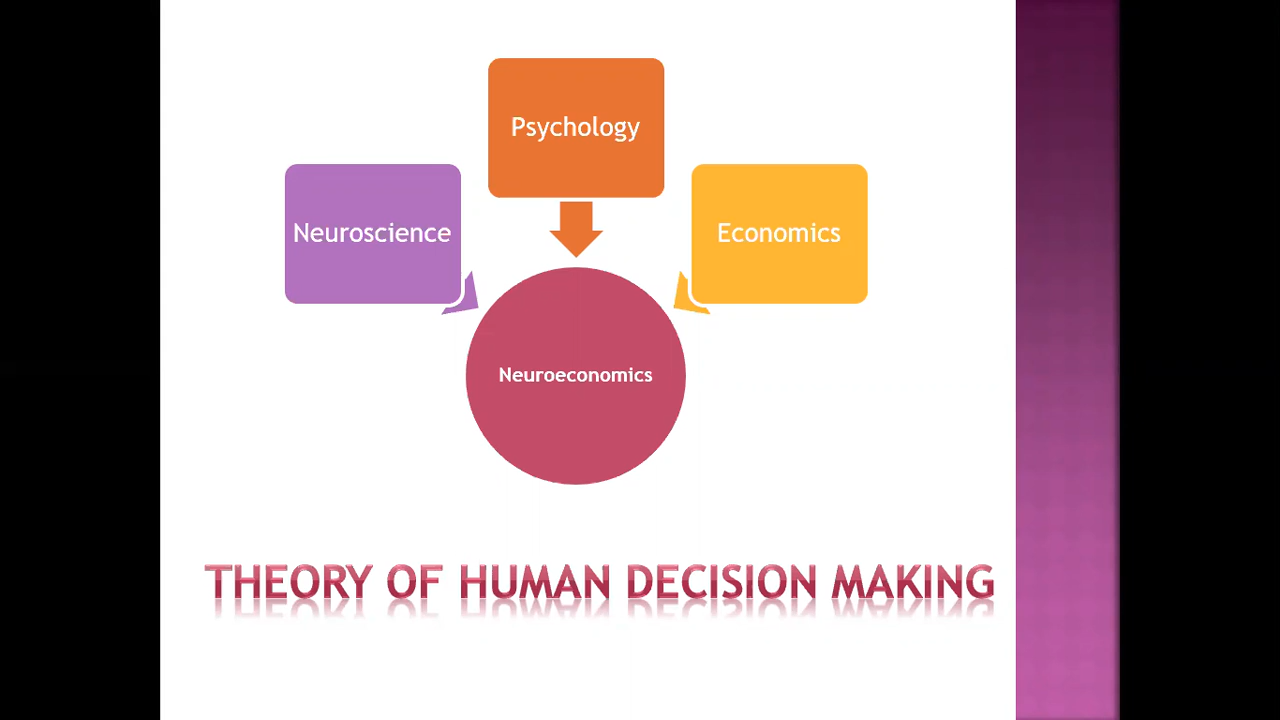 Psychology
Neuroscience
Economics
Neuroeconomics
THEORY OF HUMAN DECISION MAKING